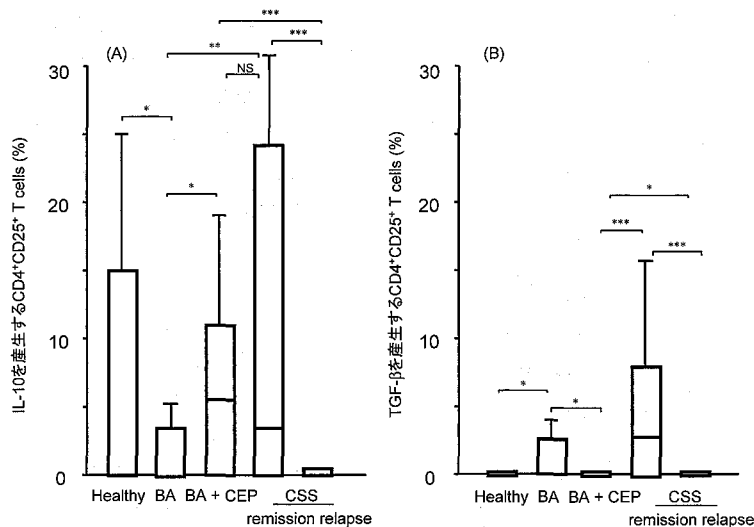 (A)
***
***
**
NS
*
*
30
20
10
0
IL-10を産生するCD4+CD25+ T cells (%)
Healthy BA BA + CEP CSS
remission relapse
(B)
*
***
***
*
*
30
20
10
0
TGF-βを産生するCD4+CD25+ T cells (%)
Healthy BA BA + CEP CSS
remission relapse